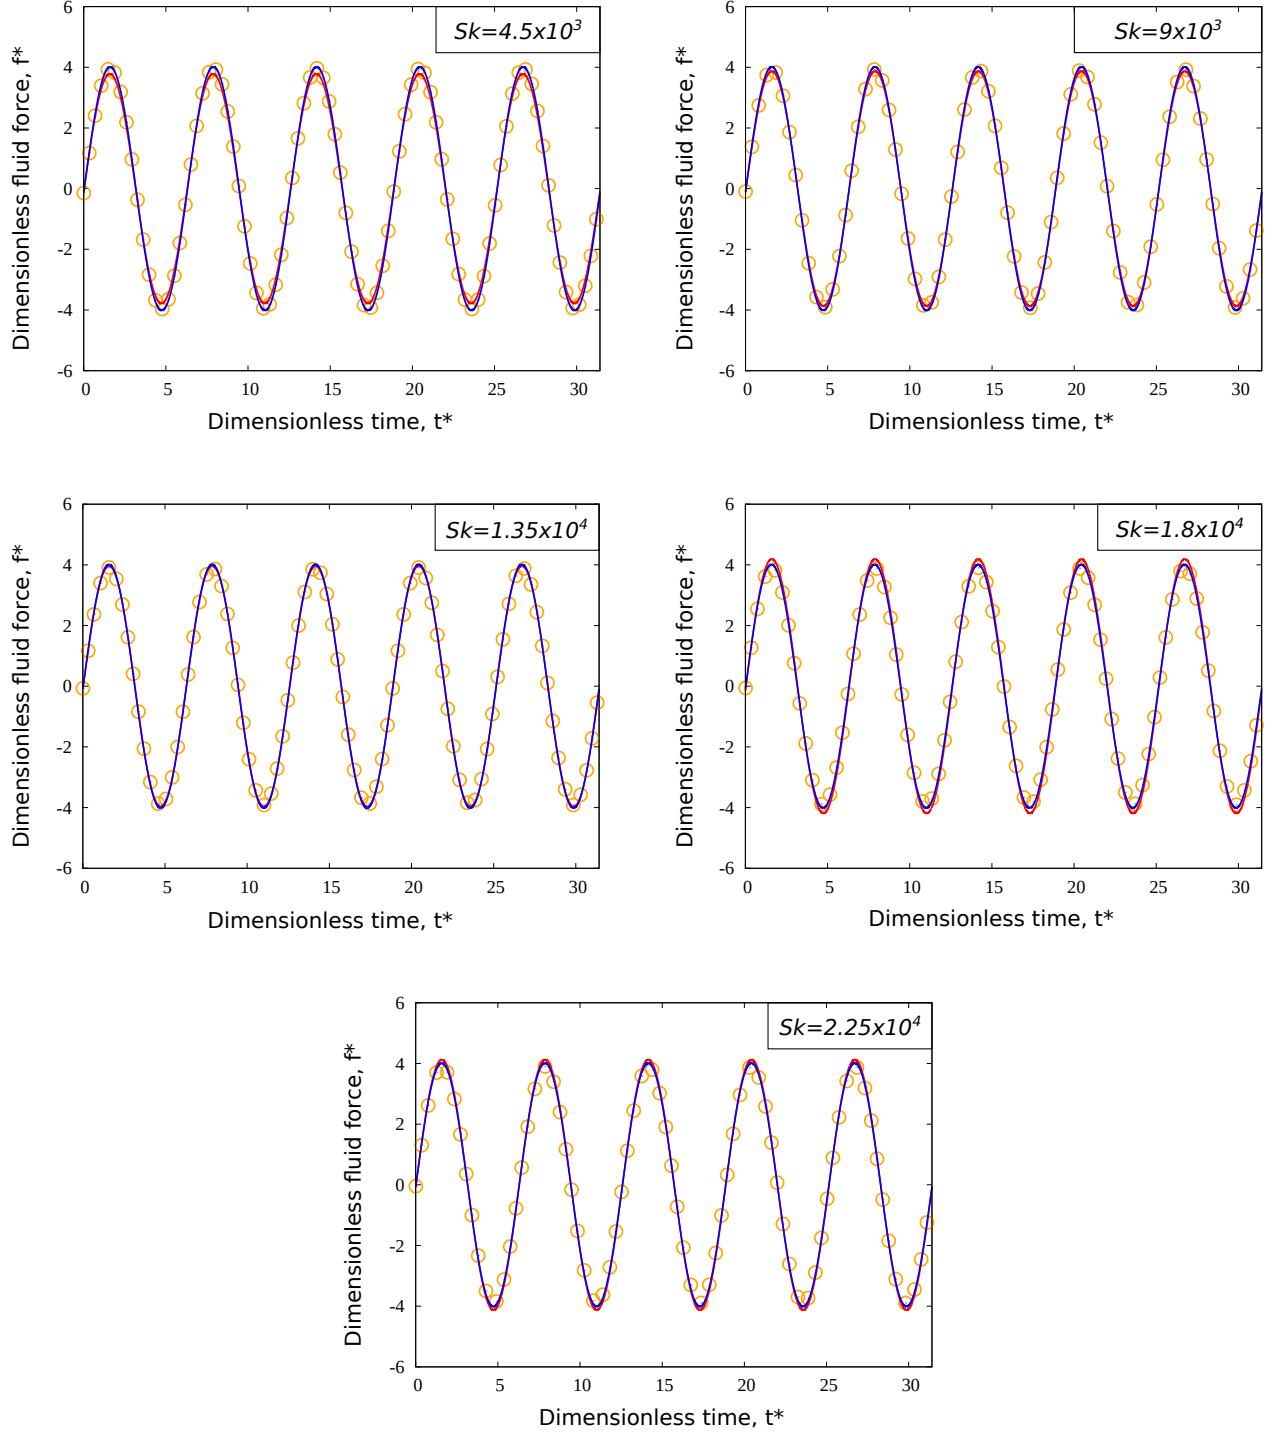 Sk=4.5x10³
Dimensionless fluid force, f*
6
4
2
0
-2
-4
-6
0 5 10 15 20 25 30
Dimensionless time, t*
Sk=9x10³
Dimensionless fluid force, f*
6
4
2
0
-2
-4
-6
0 5 10 15 20 25 30
Dimensionless time, t*
Sk=1.35x10⁴
Dimensionless fluid force, f*
6
4
2
0
-2
-4
-6
0 5 10 15 20 25 30
Dimensionless time, t*
Sk=1.8x10⁴
Dimensionless fluid force, f*
6
4
2
0
-2
-4
-6
0 5 10 15 20 25 30
Dimensionless time, t*
Sk=2.25x10⁴
Dimensionless fluid force, f*
6
4
2
0
-2
-4
-6
0 5 10 15 20 25 30
Dimensionless time, t*